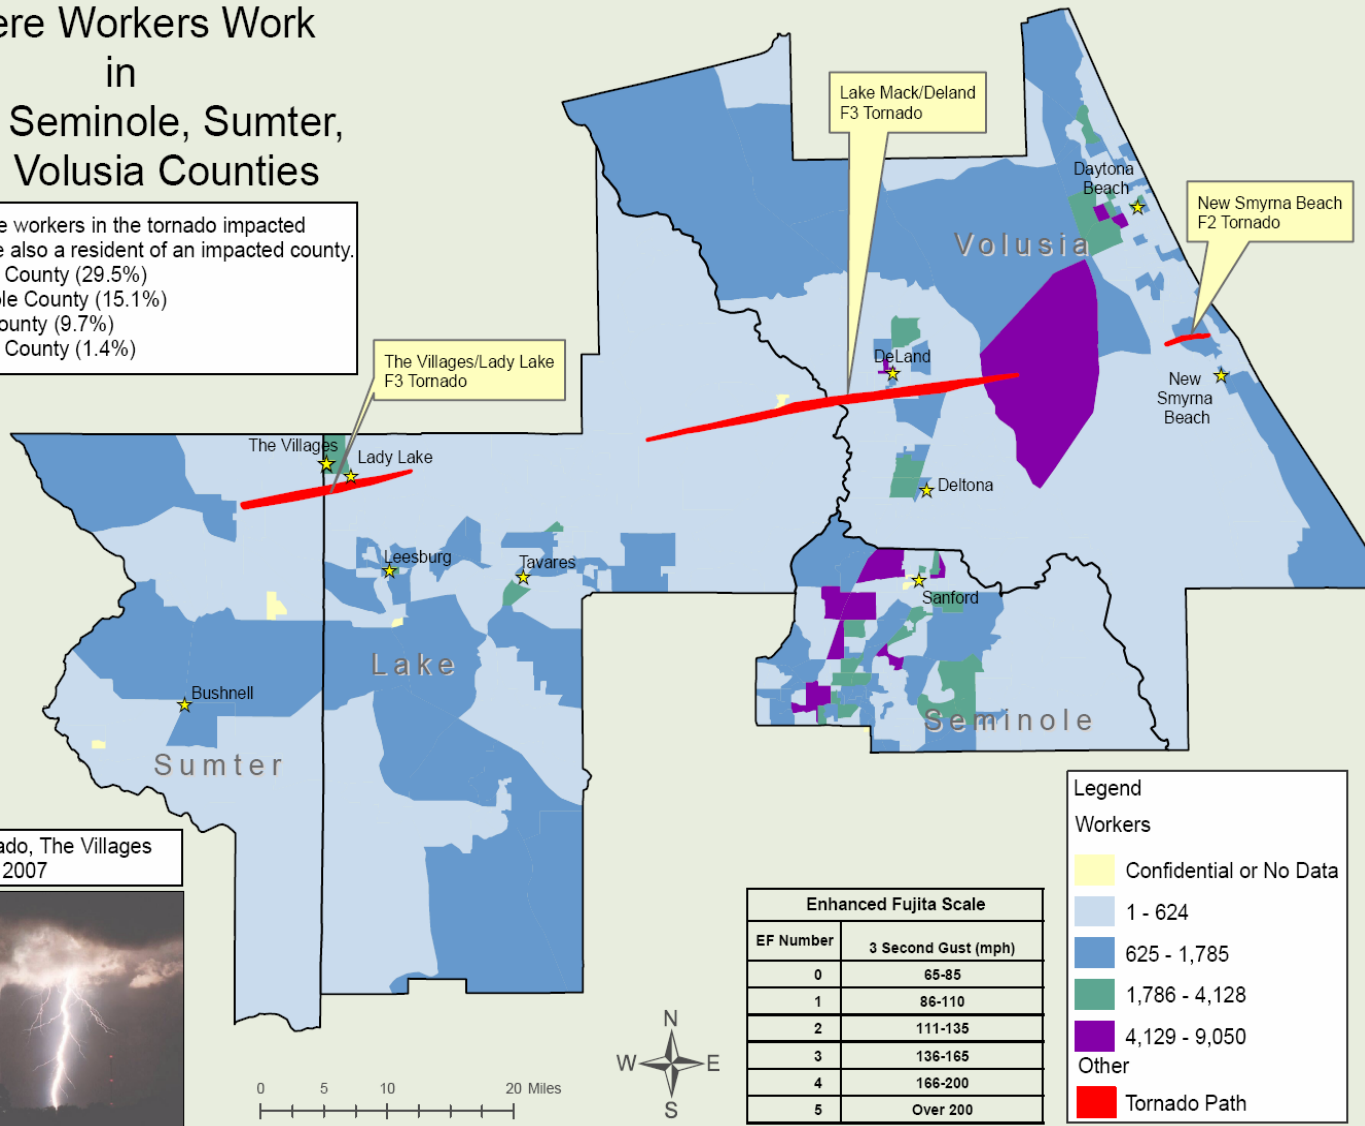 ere Workers Work
in
Seminole, Sumter,
Volusia Counties
e workers in the tornado impacted
e also a resident of an impacted county.
County (29.5%)
ole County (15.1%)
ounty (9.7%)
County (1.4%)
Lake Mack/Deland
F3 Tornado
New Smyrna Beach
F2 Tornado
The Villages/Lady Lake
F3 Tornado
Daytona
Beach
Volusia
DeLand
New
Smyrna
Beach
The Villages
Lady Lake
Deltona
Leesburg
Tavares
Sanford
Lake
Bushnell
Seminole
Sumter
ado, The Villages
2007
Legend
Workers
Confidential or No Data
1 - 624
625 - 1,785
1,786 - 4,128
4,129 - 9,050
Other
Tornado Path
Enhanced Fujita Scale
EF Number 3 Second Gust (mph)
0 65-85
1 86-110
2 111-135
3 136-165
4 166-200
5 Over 200
N
W E
S
0 5 10 20 Miles